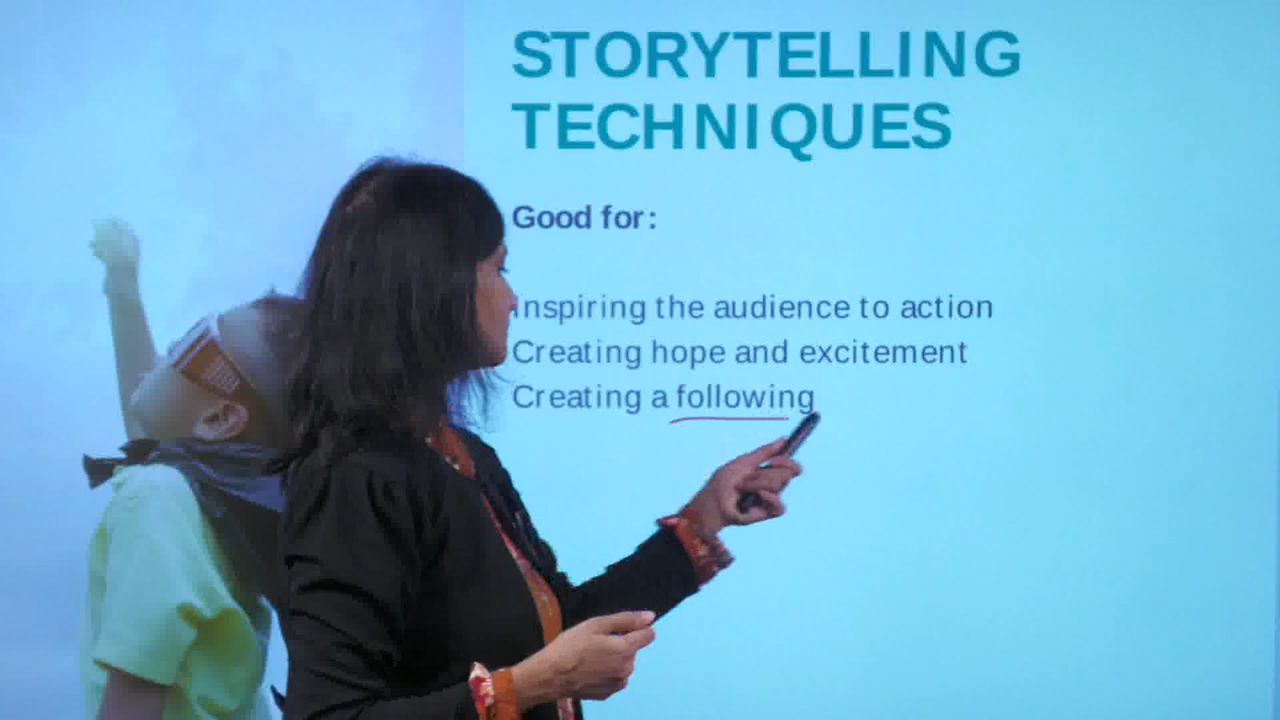 STORYTELLING
TECHNIQUES
Good for:
Inspiring the audience to action
Creating hope and excitement
Creating a following